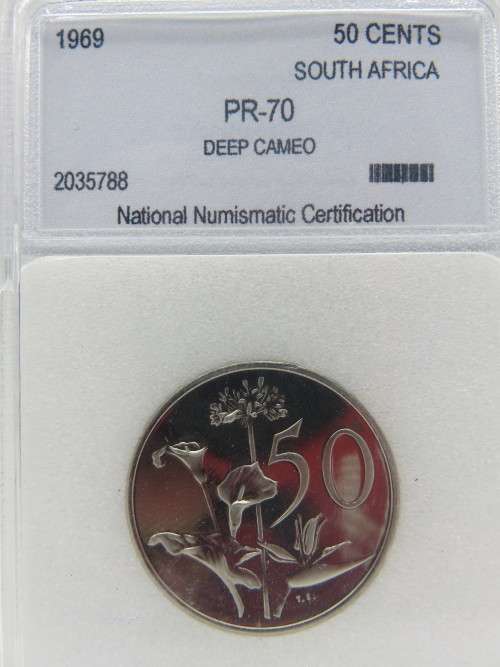 1969 50 CENTS
SOUTH AFRICA
PR-70
DEEP CAMEO
2035788
National Numismatic Certification
50
T.S.